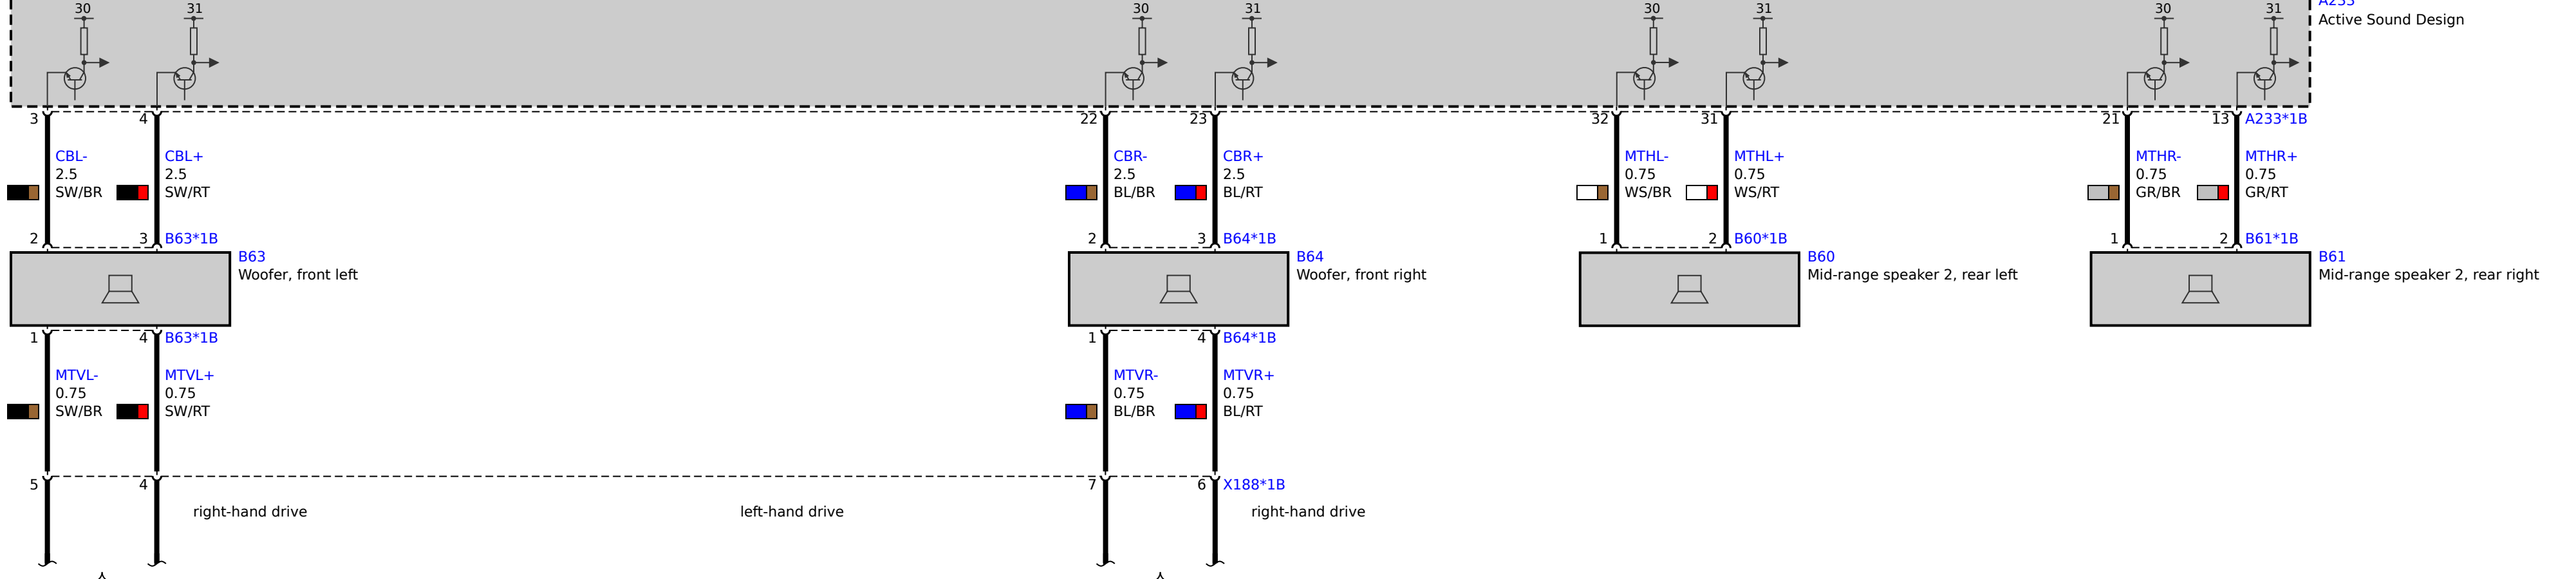 30 31 30 31 30 31 30 31
A233
Active Sound Design
3 4 22 23 32 31 21 13 A233*1B
CBL- CBL+ CBR- CBR+ MTHL- MTHL+ MTHR- MTHR+
2.5 2.5 2.5 2.5 0.75 0.75 0.75 0.75
SW/BR SW/RT BL/BR BL/RT WS/BR WS/RT GR/BR GR/RT
2 3 B63*1B 2 3 B64*1B 1 2 B60*1B 1 2 B61*1B
B63 B64 B60 B61
Woofer, front left Woofer, front right Mid-range speaker 2, rear left Mid-range speaker 2, rear right
1 4 B63*1B 1 4 B64*1B
MTVL- MTVL+ MTVR- MTVR+
0.75 0.75 0.75 0.75
SW/BR SW/RT BL/BR BL/RT
5 4 7 6 X188*1B
right-hand drive left-hand drive right-hand drive